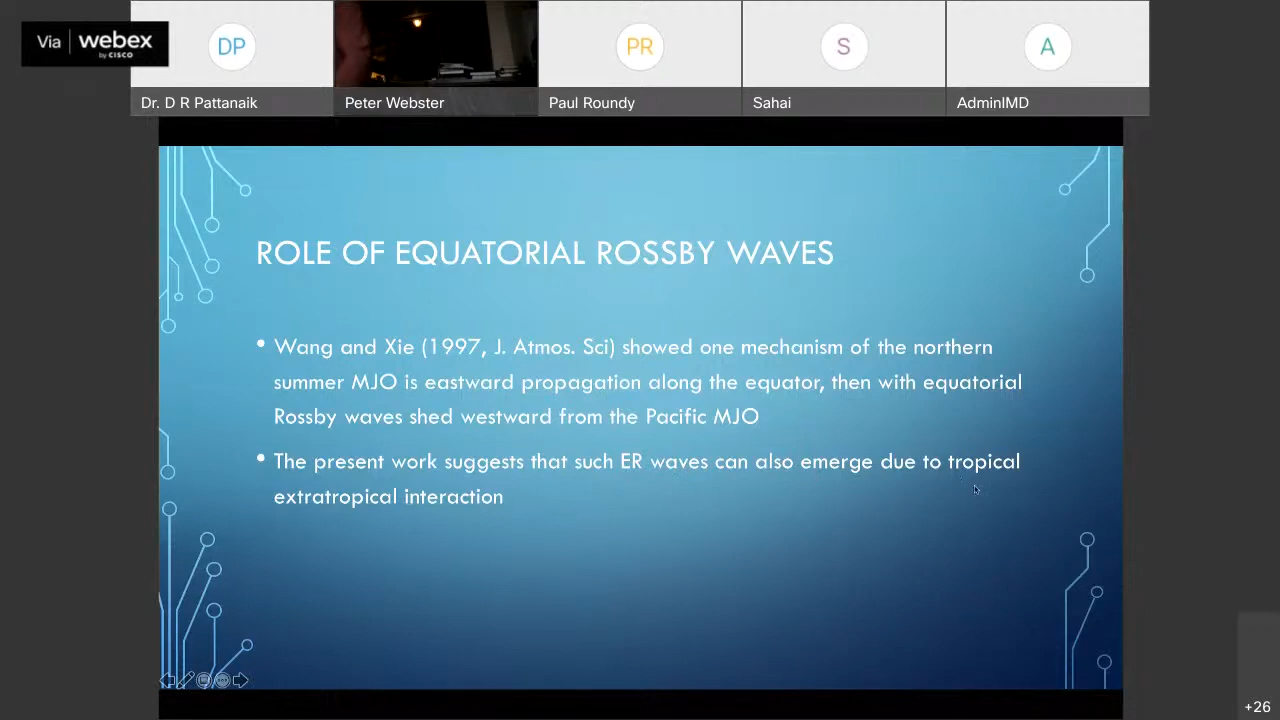 Via webex
by CISCO
DP
PR
S
A
Dr. D R Pattanaik
Peter Webster
Paul Roundy
Sahai
AdminIMD
ROLE OF EQUATORIAL ROSSBY WAVES
• Wang and Xie (1997, J. Atmos. Sci) showed one mechanism of the northern
summer MJO is eastward propagation along the equator, then with equatorial
Rossby waves shed westward from the Pacific MJO
• The present work suggests that such ER waves can also emerge due to tropical
extratropical interaction
+26